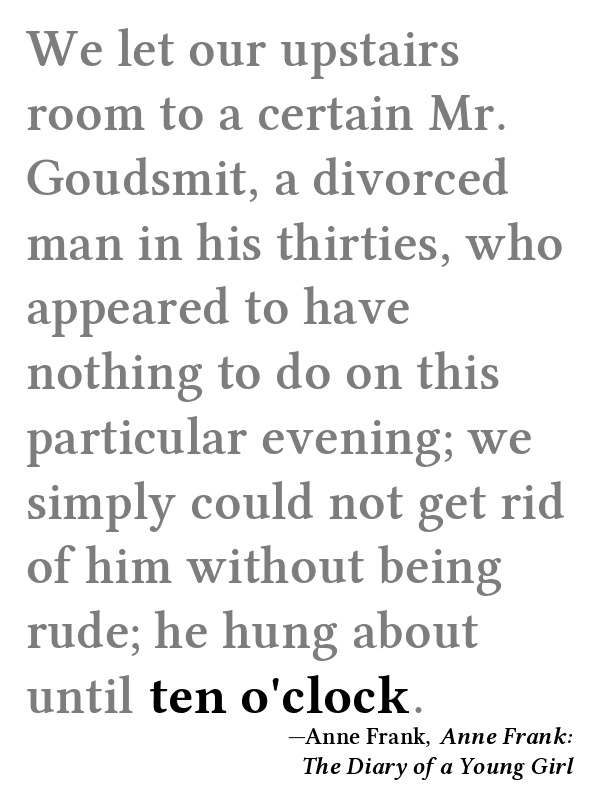 We let our upstairs
room to a certain Mr.
Goudsmit, a divorced
man in his thirties, who
appeared to have
nothing to do on this
particular evening; we
simply could not get rid
of him without being
rude; he hung about
until ten o'clock.
—Anne Frank, Anne Frank:
The Diary of a Young Girl